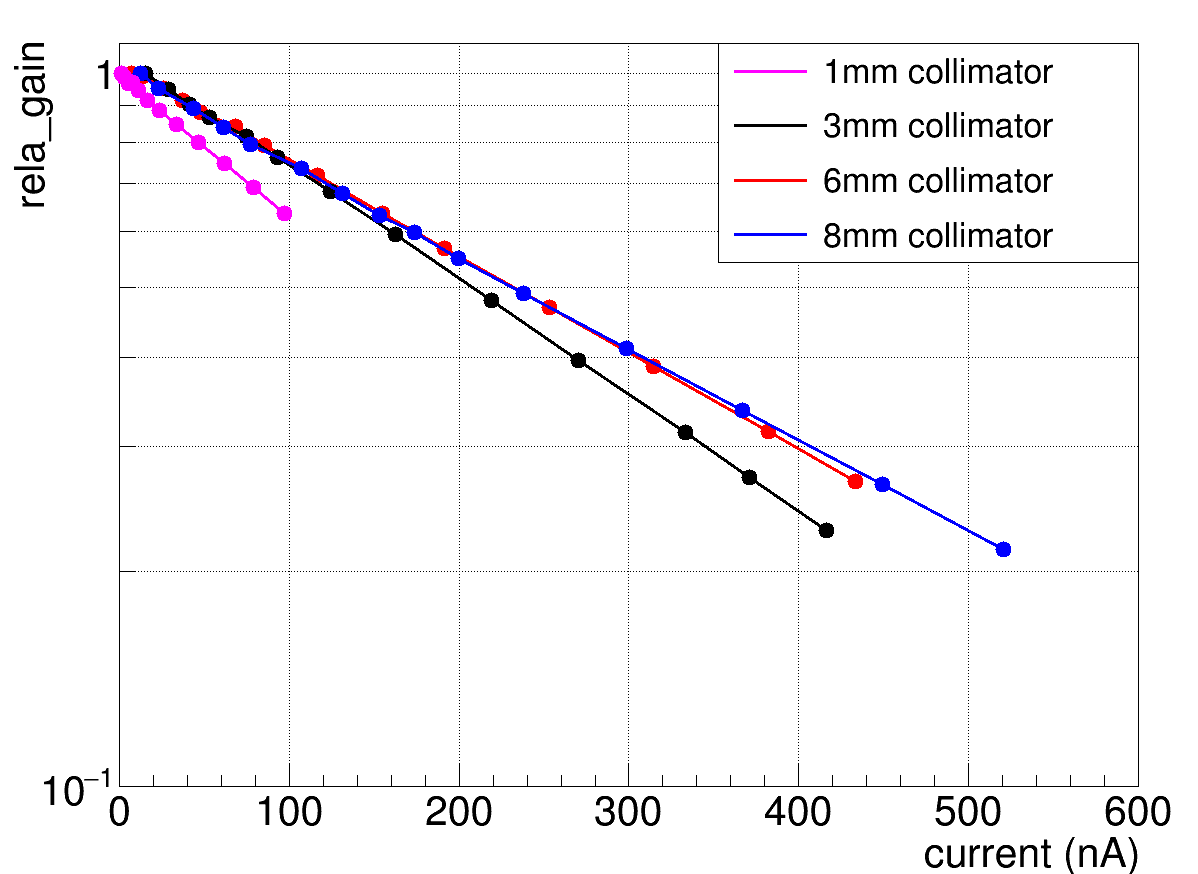 rela_gain
1
10⁻¹
1mm collimator
3mm collimator
6mm collimator
8mm collimator
0 100 200 300 400 500 600
current (nA)